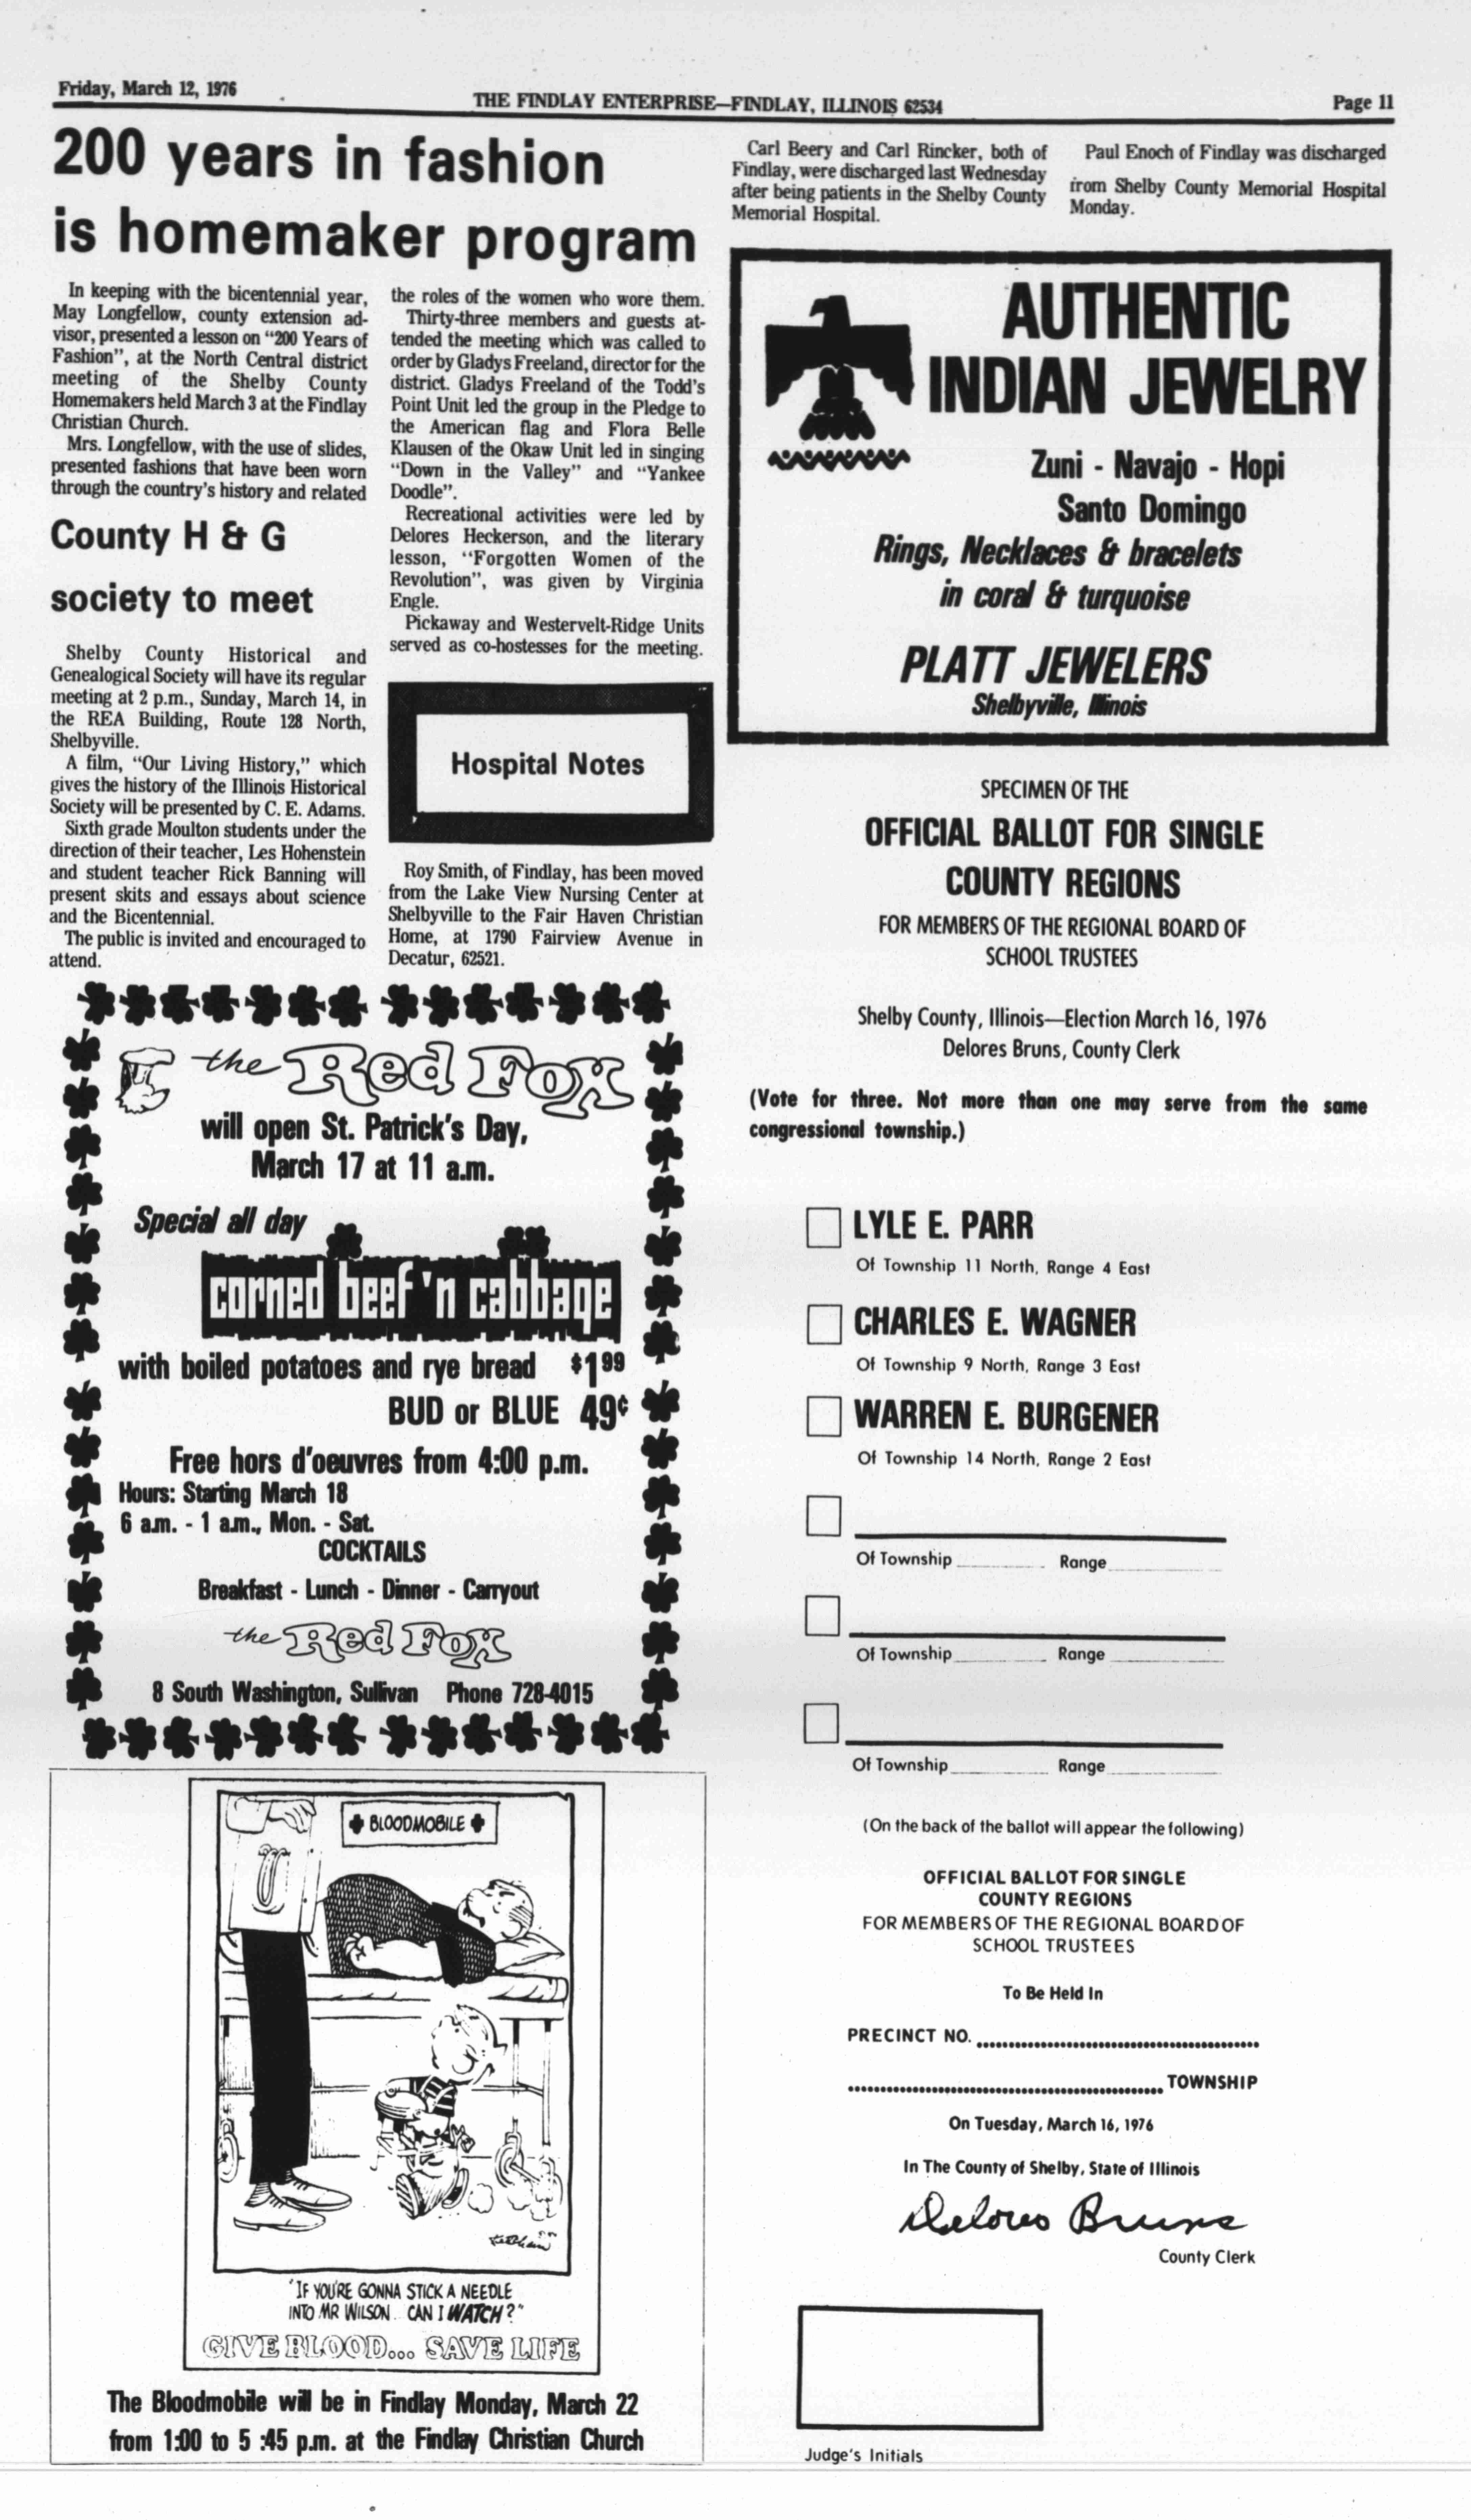 Friday, March 12, 1976
THE FINDLAY ENTERPRISE—FINDLAY, ILLINOIS 62534
Page 11
200 years in fashion
is homemaker program
In keeping with the bicentennial year,
May Longfellow, county extension ad-
visor, presented a lesson on "200 Years of
Fashion", at the North Central district
meeting of the Shelby County
Homemakers held March 3 at the Findlay
Christian Church.
Mrs. Longfellow, with the use of slides,
presented fashions that have been worn
through the country's history and related
the roles of the women who wore them.
Thirty-three members and guests at-
tended the meeting which was called to
order by Gladys Freeland, director for the
district. Gladys Freeland of the Todd's
Point Unit led the group in the Pledge to
the American flag and Flora Belle
Klausen of the Okaw Unit led in singing
"Down in the Valley" and "Yankee
Doodle".
Recreational activities were led by
Delores Heckerson, and the literary
lesson, "Forgotten Women of the
Revolution", was given by Virginia
Engle.
Pickaway and Westervelt-Ridge Units
served as co-hostesses for the meeting.
County H & G
society to meet
Shelby County Historical and
Genealogical Society will have its regular
meeting at 2 p.m., Sunday, March 14, in
the REA Building, Route 128 North,
Shelbyville.
A film, "Our Living History," which
gives the history of the Illinois Historical
Society will be presented by C. E. Adams.
Sixth grade Moulton students under the
direction of their teacher, Les Hohenstein
and student teacher Rick Banning will
present skits and essays about science
and the Bicentennial.
The public is invited and encouraged to
attend.
Hospital Notes
Roy Smith, of Findlay, has been moved
from the Lake View Nursing Center at
Shelbyville to the Fair Haven Christian
Home, at 1790 Fairview Avenue in
Decatur, 62521.
Carl Beery and Carl Rincker, both of
Findlay, were discharged last Wednesday
after being patients in the Shelby County
Memorial Hospital.
Paul Enoch of Findlay was discharged
from Shelby County Memorial Hospital
Monday.
AUTHENTIC
INDIAN JEWELRY
Zuni - Navajo - Hopi
Santo Domingo
Rings, Necklaces & bracelets
in coral & turquoise
PLATT JEWELERS
Shelbyville, Illinois
the Red Fox
will open St. Patrick's Day,
March 17 at 11 a.m.
Special all day
corned beef 'n cabbage
with boiled potatoes and rye bread $1 99
BUD or BLUE 49¢
Free hors d'oeuvres from 4:00 p.m.
Hours: Starting March 18
6 a.m. - 1 a.m., Mon. - Sat.
COCKTAILS
Breakfast - Lunch - Dinner - Carryout
the Red Fox
8 South Washington, Sullivan Phone 728-4015
BLOODMOBILE
Ketcham
"IF YOU'RE GONNA STICK A NEEDLE
INTO MR WILSON. CAN I WATCH?"
GIVE BLOOD... SAVE LIFE
The Bloodmobile will be in Findlay Monday, March 22
from 1:00 to 5 :45 p.m. at the Findlay Christian Church
SPECIMEN OF THE
OFFICIAL BALLOT FOR SINGLE
COUNTY REGIONS
FOR MEMBERS OF THE REGIONAL BOARD OF
SCHOOL TRUSTEES
Shelby County, Illinois—Election March 16, 1976
Delores Bruns, County Clerk
(Vote for three. Not more than one may serve from the same
congressional township.)
LYLE E. PARR
Of Township 11 North, Range 4 East
CHARLES E. WAGNER
Of Township 9 North, Range 3 East
WARREN E. BURGENER
Of Township 14 North, Range 2 East
Of Township Range
Of Township Range
Of Township Range
(On the back of the ballot will appear the following)
OFFICIAL BALLOT FOR SINGLE
COUNTY REGIONS
FOR MEMBERS OF THE REGIONAL BOARD OF
SCHOOL TRUSTEES
To Be Held In
PRECINCT NO.
TOWNSHIP
On Tuesday, March 16, 1976
In The County of Shelby, State of Illinois
Delores Bruns
County Clerk
Judge's Initials